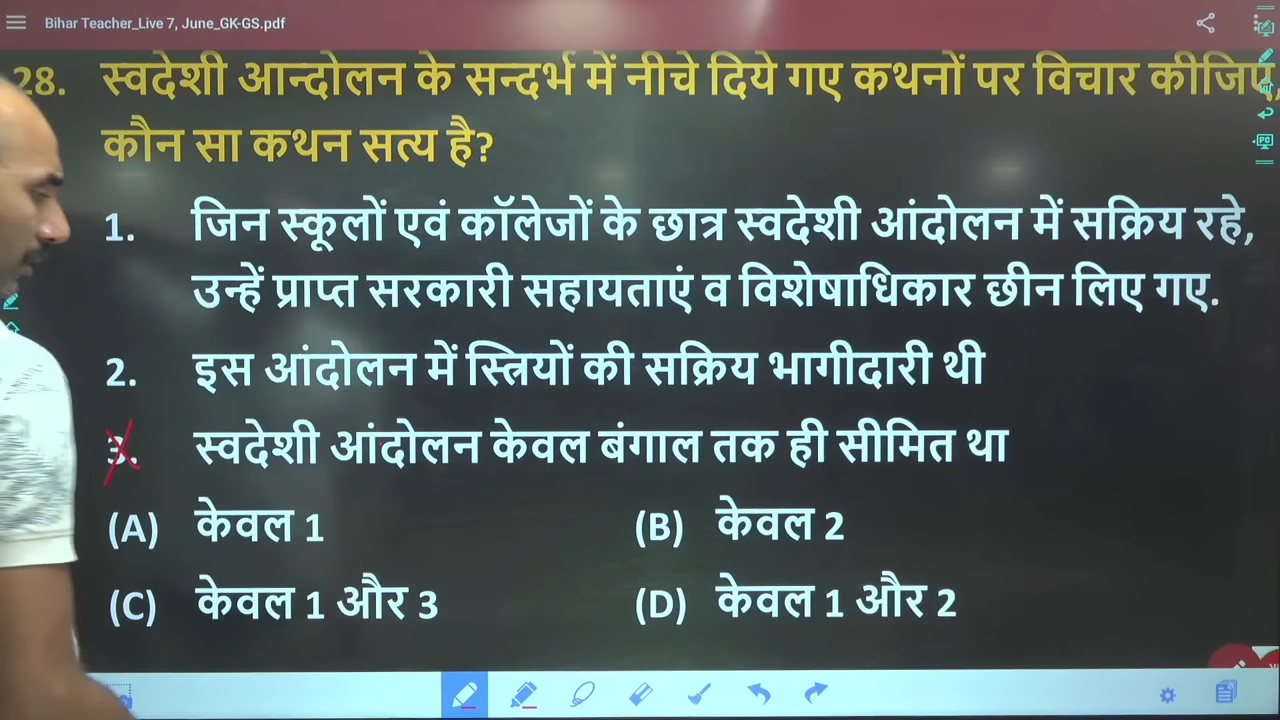 Bihar Teacher_Live 7, June_GK-GS.pdf
28. स्वदेशी आन्दोलन के सन्दर्भ में नीचे दिये गए कथनों पर विचार कीजिए,
कौन सा कथन सत्य है?
1. जिन स्कूलों एवं कॉलेजों के छात्र स्वदेशी आंदोलन में सक्रिय रहे,
उन्हें प्राप्त सरकारी सहायताएं व विशेषाधिकार छीन लिए गए.
2. इस आंदोलन में स्त्रियों की सक्रिय भागीदारी थी
3. स्वदेशी आंदोलन केवल बंगाल तक ही सीमित था
(A) केवल 1 (B) केवल 2
(C) केवल 1 और 3 (D) केवल 1 और 2